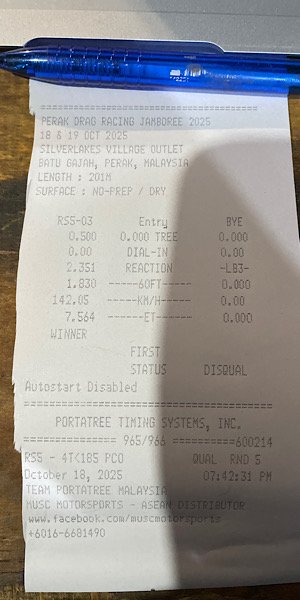 ==============================
PERAK DRAG RACING JAMBOREE 2025
18 & 19 OCT 2025
SILVERLAKES VILLAGE OUTLET
BATU GAJAH, PERAK, MALAYSIA
LENGTH : 201M
SURFACE : NO-PREP / DRY
RS5-03 Entry BYE
0.500 0.000 TREE 0.000
0.00 DIAL-IN 0.00
2.351 REACTION -LB3-
1.830 -----60FT----- 0.000
142.05 ------KM/H----- 0.00
7.564 -------ET------ 0.000
WINNER
FIRST
STATUS DISQUAL
Autostart Disabled
==============================
PORTATREE TIMING SYSTEMS, INC.
=========== 965/966 ==========600214
RS5 - 4T<185 PCO QUAL RND 5
October 18, 2025 07:42:31 PM
TEAM PORTATREE MALAYSIA
MUSC MOTORSPORTS - ASEAN DISTRIBUTOR
www.facebook.com/muscmotorsports
+6016-6681490